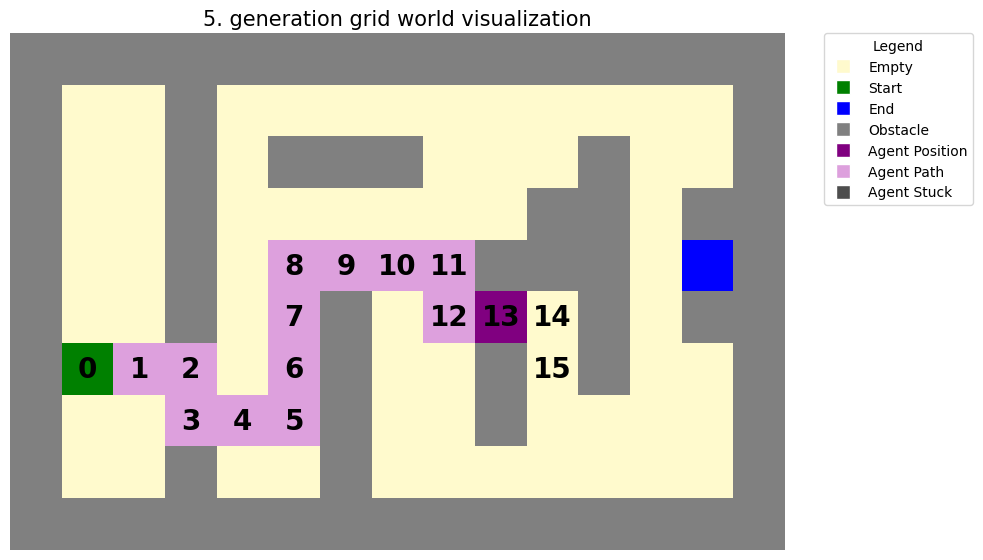 5. generation grid world visualization
Legend
Empty
Start
End
Obstacle
Agent Position
Agent Path
Agent Stuck
8 9 10 11
7 12 13 14
0 1 2 6 15
3 4 5